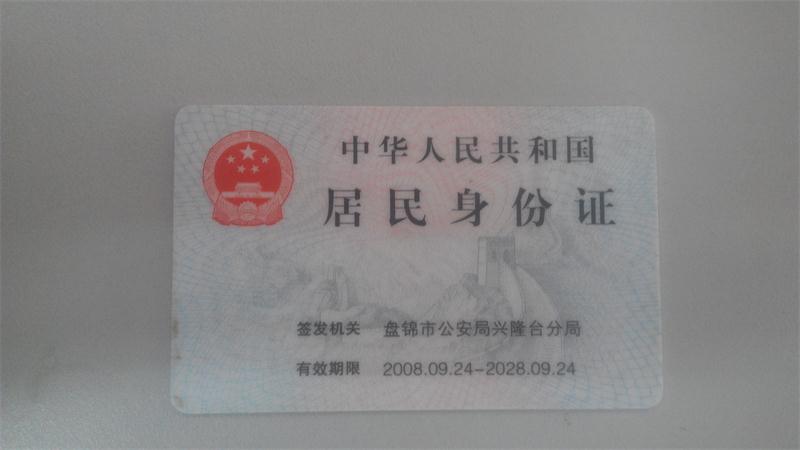 中华人民共和国
居民身份证
签发机关 盘锦市公安局兴隆台分局
有效期限 2008.09.24-2028.09.24